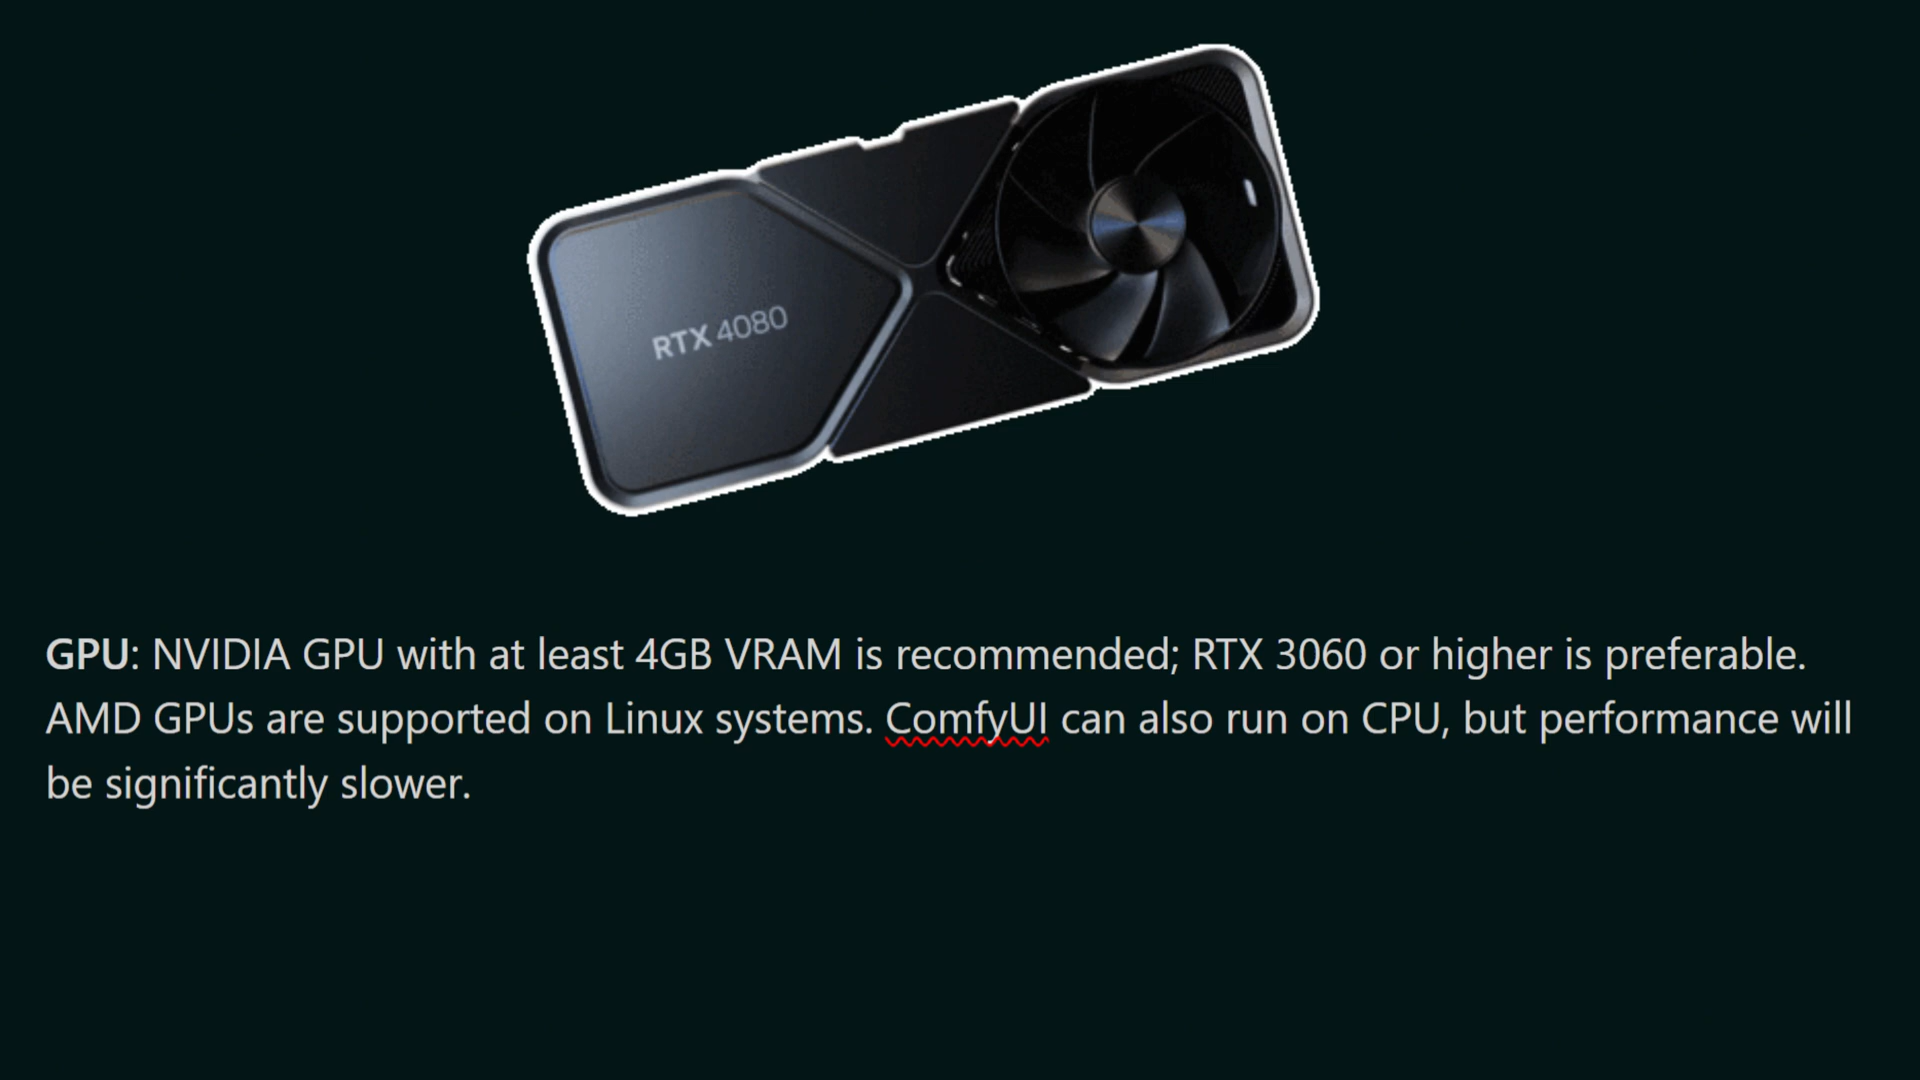 RTX 4080
GPU: NVIDIA GPU with at least 4GB VRAM is recommended; RTX 3060 or higher is preferable.
AMD GPUs are supported on Linux systems. ComfyUI can also run on CPU, but performance will
be significantly slower.